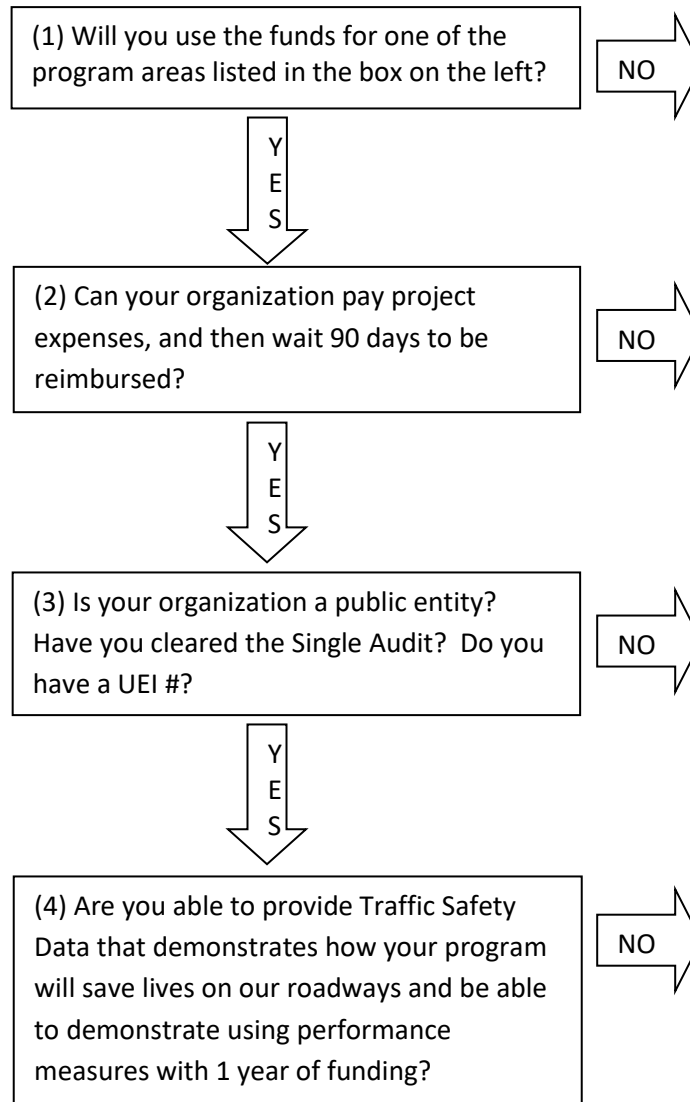 (1) Will you use the funds for one of the
program areas listed in the box on the left?
NO
Y
E
S
(2) Can your organization pay project
expenses, and then wait 90 days to be
reimbursed?
NO
Y
E
S
(3) Is your organization a public entity?
Have you cleared the Single Audit?  Do you
have a UEI #?
NO
Y
E
S
(4) Are you able to provide Traffic Safety
Data that demonstrates how your program
will save lives on our roadways and be able
to demonstrate using performance
measures with 1 year of funding?
NO